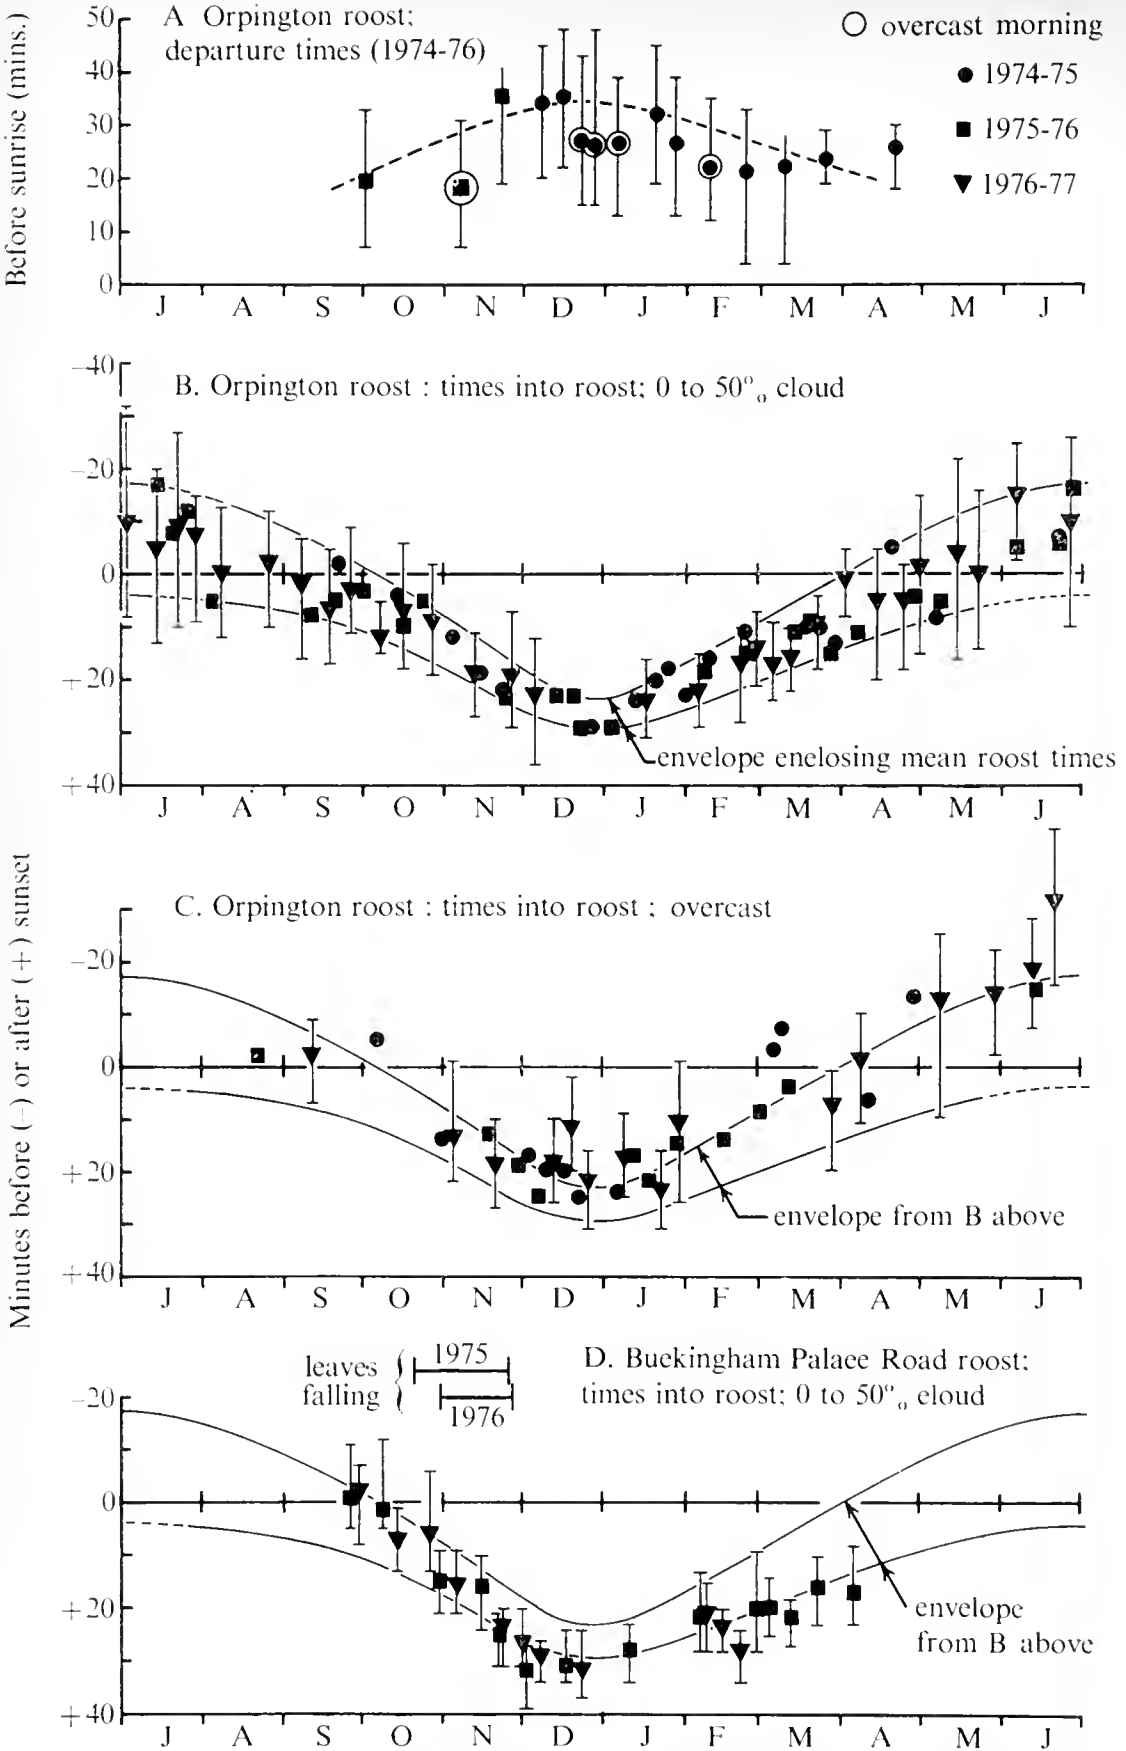 A Orpington roost;
departure times (1974-76)
overcast morning
1974-75
1975-76
1976-77
Before sunrise (mins.)
50
40
30
20
10
0
J A S O N D J F M A M J
B. Orpington roost : times into roost; 0 to 50% cloud
−40
−20
0
+20
+40
envelope enelosing mean roost times
J A S O N D J F M A M J
Minutes before (−) or after (+) sunset
C. Orpington roost : times into roost ; overcast
−20
0
+20
+40
envelope from B above
J A S O N D J F M A M J
leaves
falling
1975
1976
D. Buekingham Palaee Road roost;
times into roost; 0 to 50% eloud
−20
0
+20
+40
envelope
from B above
J A S O N D J F M A M J